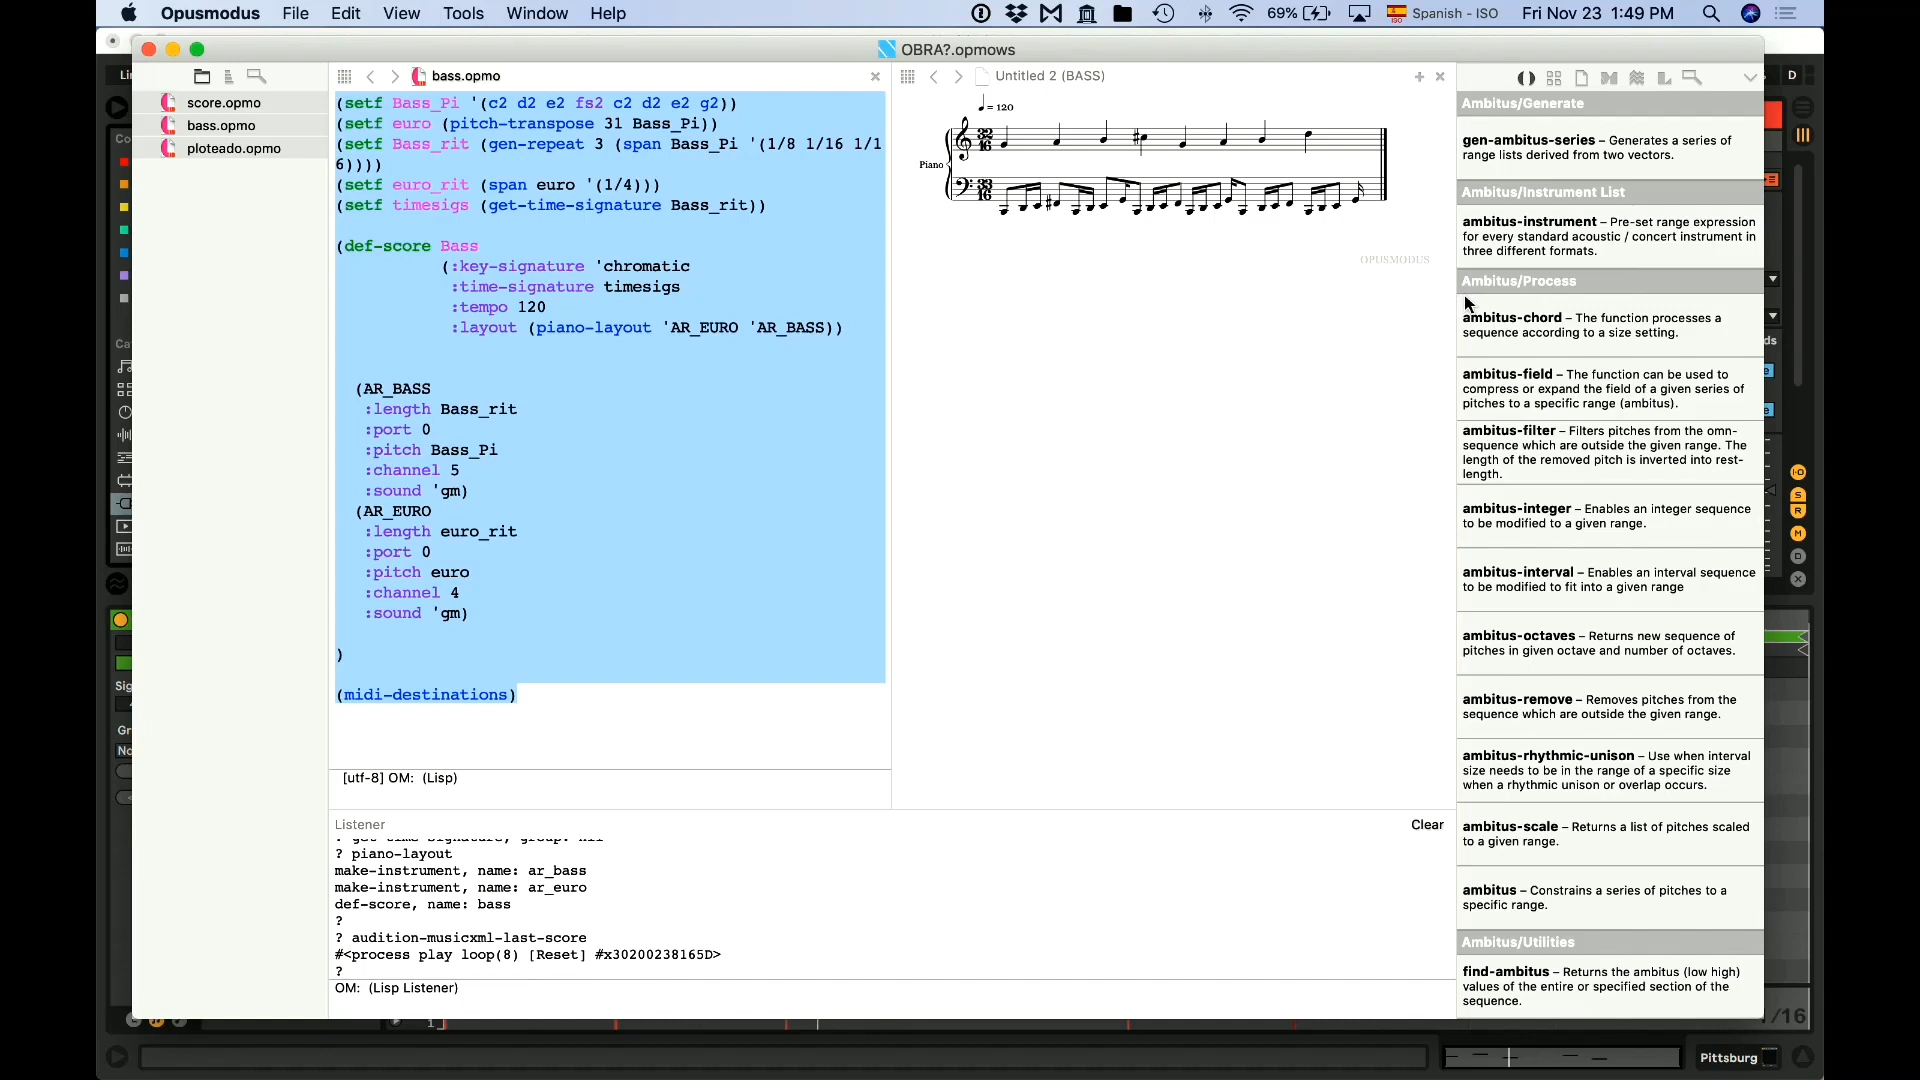 Opusmodus File Edit View Tools Window Help
69% Spanish - ISO Fri Nov 23 1:49 PM
OBRA?.opmows
bass.opmo
Untitled 2 (BASS)
score.opmo
bass.opmo
ploteado.opmo
(setf Bass_Pi '(c2 d2 e2 fs2 c2 d2 e2 g2))
(setf euro (pitch-transpose 31 Bass_Pi))
(setf Bass_rit (gen-repeat 3 (span Bass_Pi '(1/8 1/16 1/1
6))))
(setf euro_rit (span euro '(1/4)))
(setf timesigs (get-time-signature Bass_rit))
(def-score Bass
(:key-signature 'chromatic
:time-signature timesigs
:tempo 120
:layout (piano-layout 'AR_EURO 'AR_BASS))
(AR_BASS
:length Bass_rit
:port 0
:pitch Bass_Pi
:channel 5
:sound 'gm)
(AR_EURO
:length euro_rit
:port 0
:pitch euro
:channel 4
:sound 'gm)
)
(midi-destinations)
[utf-8] OM: (Lisp)
= 120
Piano
OPUSMODUS
Listener
Clear
? piano-layout
make-instrument, name: ar_bass
make-instrument, name: ar_euro
def-score, name: bass
?
? audition-musicxml-last-score
#<process play loop(8) [Reset] #x30200238165D>
?
OM: (Lisp Listener)
Ambitus/Generate
gen-ambitus-series – Generates a series of
range lists derived from two vectors.
Ambitus/Instrument List
ambitus-instrument – Pre-set range expression
for every standard acoustic / concert instrument in
three different formats.
Ambitus/Process
ambitus-chord – The function processes a
sequence according to a size setting.
ambitus-field – The function can be used to
compress or expand the field of a given series of
pitches to a specific range (ambitus).
ambitus-filter – Filters pitches from the omn-
sequence which are outside the given range. The
length of the removed pitch is inverted into rest-
length.
ambitus-integer – Enables an integer sequence
to be modified to a given range.
ambitus-interval – Enables an interval sequence
to be modified to fit into a given range
ambitus-octaves – Returns new sequence of
pitches in given octave and number of octaves.
ambitus-remove – Removes pitches from the
sequence which are outside the given range.
ambitus-rhythmic-unison – Use when interval
size needs to be in the range of a specific size
when a rhythmic unison or overlap occurs.
ambitus-scale – Returns a list of pitches scaled
to a given range.
ambitus – Constrains a series of pitches to a
specific range.
Ambitus/Utilities
find-ambitus – Returns the ambitus (low high)
values of the entire or specified section of the
sequence.
/16
Pittsburg